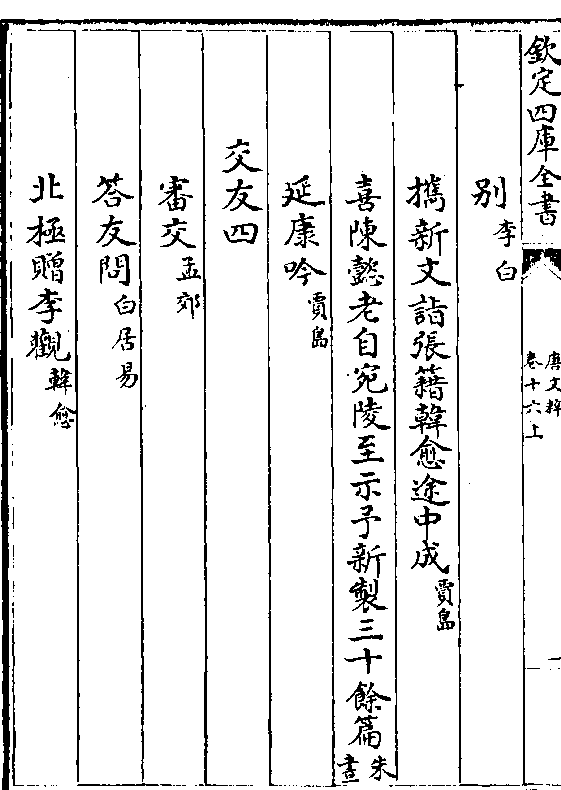 欽定四庫全書
唐文粹
卷十六上
一
别李白
擕新文詣張籍韓愈途中成賈島
喜陳懿老自宛陵至示予新製三十餘篇朱晝
延康吟賈島
交友四
審交孟郊
答友問白居易
北極贈李觀韓愈